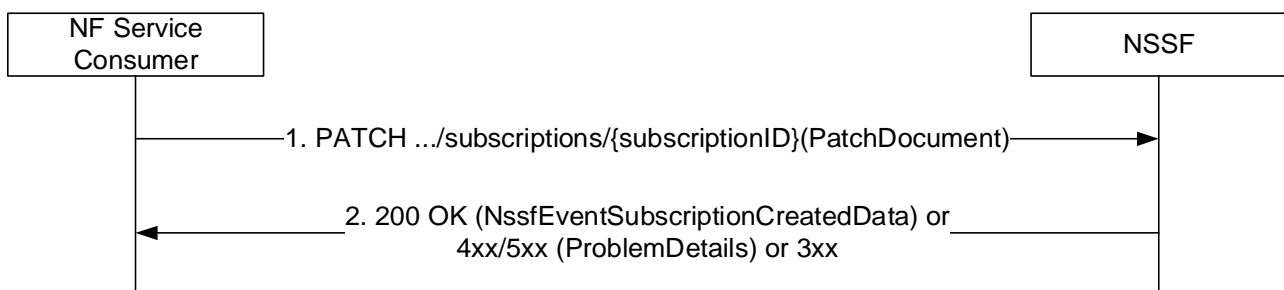 NF Service
Consumer
NSSF
1. PATCH .../subscriptions/{subscriptionID}(PatchDocument)
2. 200 OK (NssfEventSubscriptionCreatedData) or
4xx/5xx (ProblemDetails) or 3xx